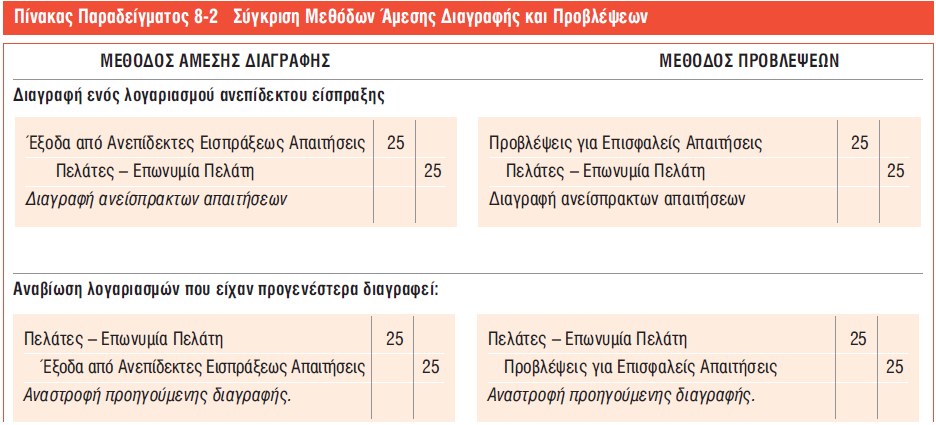 Πίνακας Παραδείγματος 8-2 Σύγκριση Μεθόδων Άμεσης Διαγραφής και Προβλέψεων
ΜΕΘΟΔΟΣ ΑΜΕΣΗΣ ΔΙΑΓΡΑΦΗΣ ΜΕΘΟΔΟΣ ΠΡΟΒΛΕΨΕΩΝ
Διαγραφή ενός λογαριασμού ανεπίδεκτου είσπραξης
Έξοδα από Ανεπίδεκτες Εισπράξεως Απαιτήσεις 25
Πελάτες – Επωνυμία Πελάτη 25
Διαγραφή ανείσπρακτων απαιτήσεων
Προβλέψεις για Επισφαλείς Απαιτήσεις 25
Πελάτες – Επωνυμία Πελάτη 25
Διαγραφή ανείσπρακτων απαιτήσεων
Αναβίωση λογαριασμών που είχαν προγενέστερα διαγραφεί:
Πελάτες – Επωνυμία Πελάτη 25
Έξοδα από Ανεπίδεκτες Εισπράξεως Απαιτήσεις 25
Αναστροφή προηγούμενης διαγραφής.
Πελάτες – Επωνυμία Πελάτη 25
Προβλέψεις για Επισφαλείς Απαιτήσεις 25
Αναστροφή προηγούμενης διαγραφής.